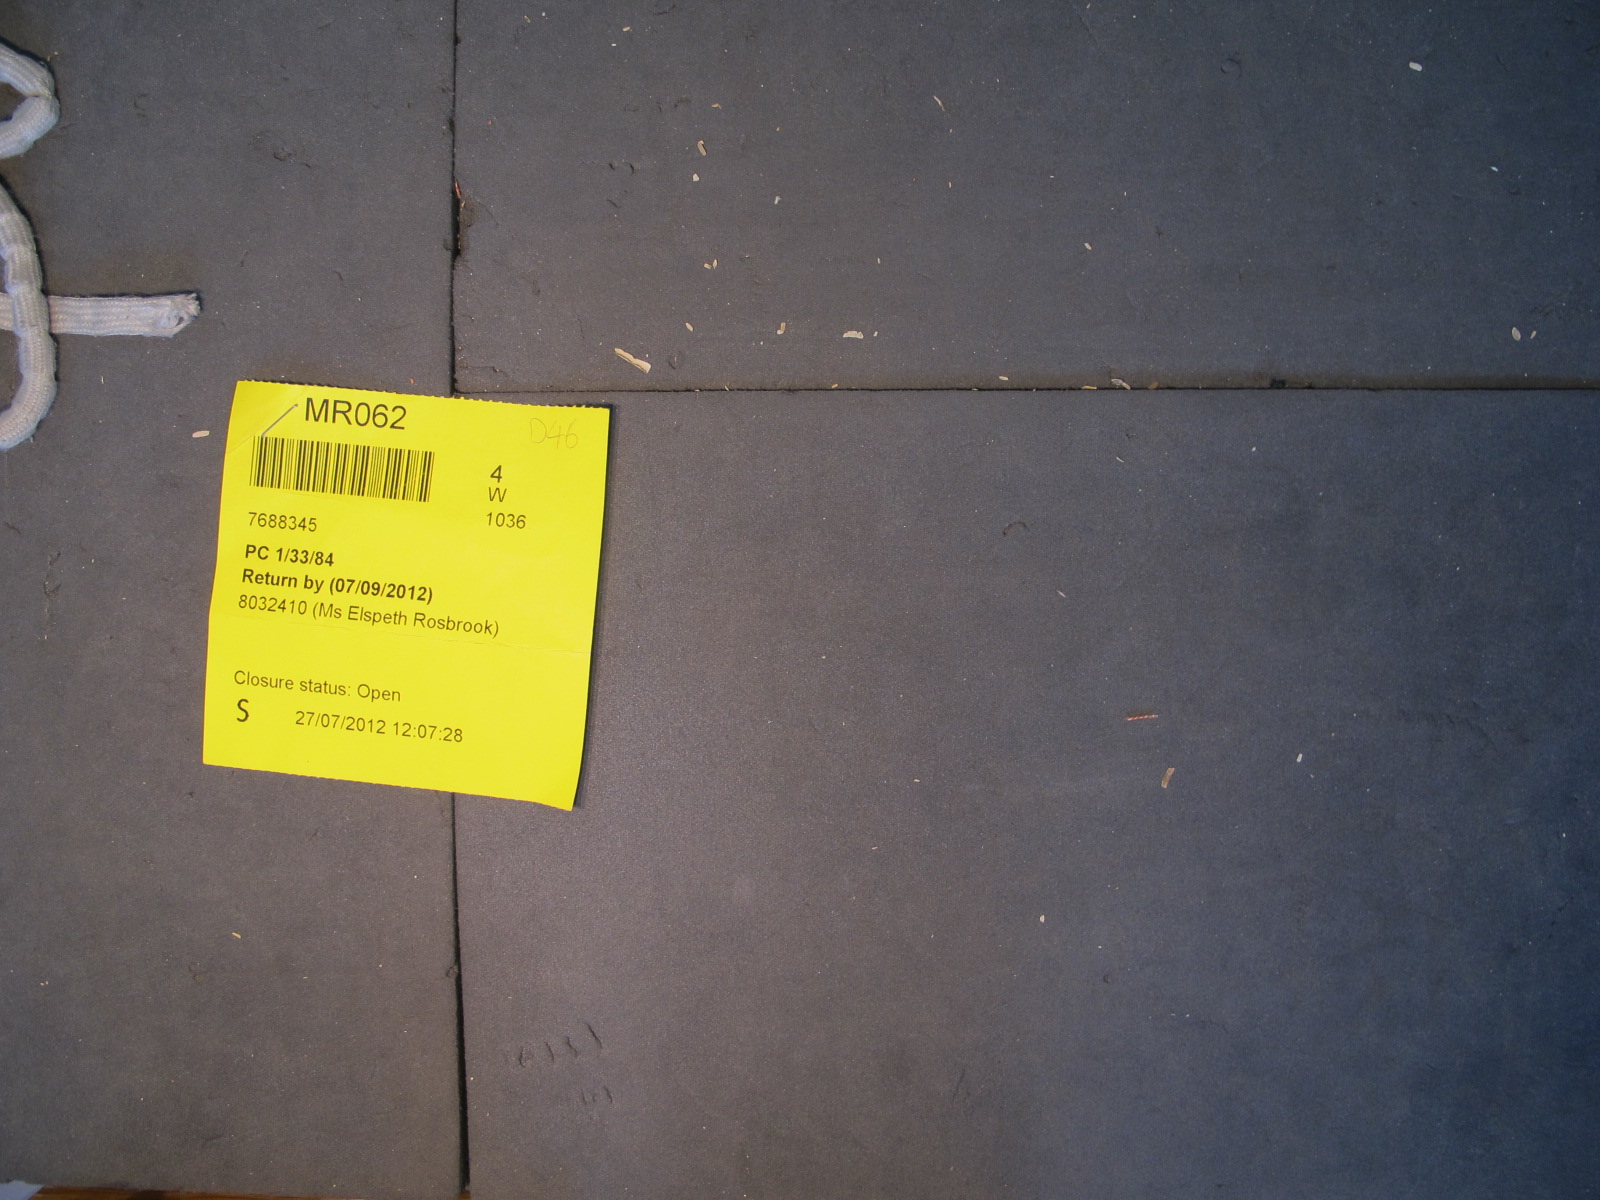 MR062
D46
4
W
7688345
1036
PC 1/33/84
Return by (07/09/2012)
8032410 (Ms Elspeth Rosbrook)
Closure status: Open
S 27/07/2012 12:07:28